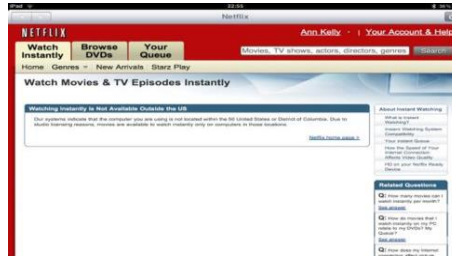 iPad
Netflix
NETFLIX
Ann Kelly
Your Account & Help
Watch Instantly
Browse DVDs
Your Queue
Movies, TV shows, actors, directors, genres
Search
Home Genres New Arrivals Starz Play
Watch Movies & TV Episodes Instantly
Watching Instantly Is Not Available Outside the US
Our systems indicate that the computer you are using is not located within the 50 United States or District of Columbia. Due to
studio licensing reasons, movies are available to watch instantly only on computers in those locations
Netflix home page >
About Instant Watching
What is Instant
Watching?
Instant Watching System
Compatibility
Your Instant Queue
How the Speed of Your
Internet Connection
Affects Video Quality
HD on your Netflix Ready
Device
Related Questions
Q: How many movies can I
watch instantly per month?
See answer
Q: How do movies that I
watch instantly on my PC
relate to my DVDs? My
Queue?
See answer
Q: How does my Internet